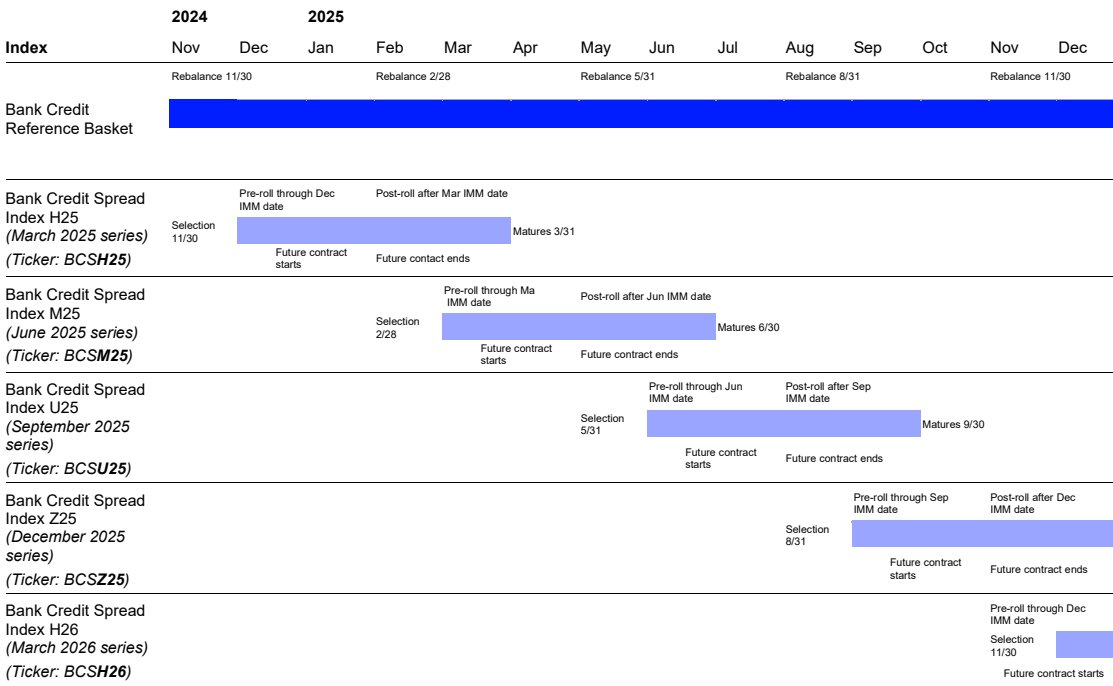 2024 2025
Index Nov Dec Jan Feb Mar Apr May Jun Jul Aug Sep Oct Nov Dec
Rebalance 11/30 Rebalance 2/28 Rebalance 5/31 Rebalance 8/31 Rebalance 11/30
Bank Credit
Reference Basket
Bank Credit Spread
Index H25
(March 2025 series)
(Ticker: BCSH25)
Pre-roll through Dec
IMM date
Post-roll after Mar IMM date
Selection
11/30
Matures 3/31
Future contract
starts
Future contact ends
Bank Credit Spread
Index M25
(June 2025 series)
(Ticker: BCSM25)
Pre-roll through Ma
IMM date
Post-roll after Jun IMM date
Selection
2/28
Matures 6/30
Future contract
starts
Future contract ends
Bank Credit Spread
Index U25
(September 2025
series)
(Ticker: BCSU25)
Pre-roll through Jun
IMM date
Post-roll after Sep
IMM date
Selection
5/31
Matures 9/30
Future contract
starts
Future contract ends
Bank Credit Spread
Index Z25
(December 2025
series)
(Ticker: BCSZ25)
Pre-roll through Sep
IMM date
Post-roll after Dec
IMM date
Selection
8/31
Future contract
starts
Future contract ends
Bank Credit Spread
Index H26
(March 2026 series)
(Ticker: BCSH26)
Pre-roll through Dec
IMM date
Selection
11/30
Future contract starts